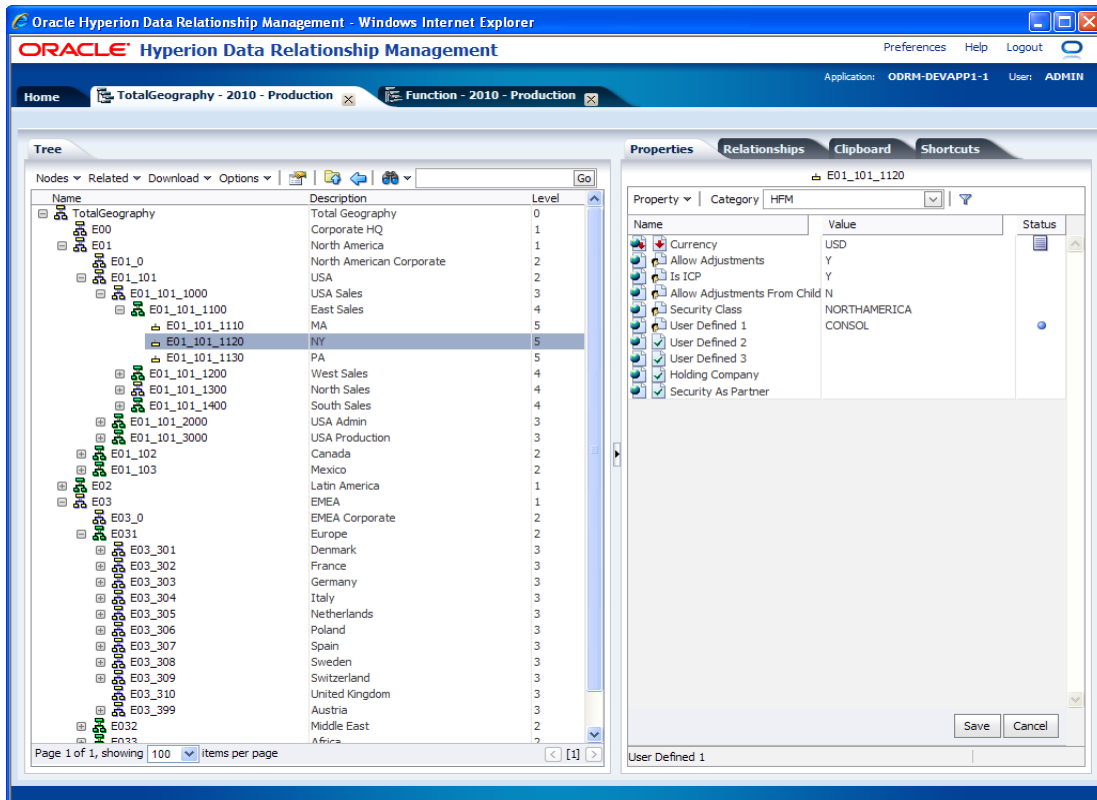 Oracle Hyperion Data Relationship Management - Windows Internet Explorer
ORACLE Hyperion Data Relationship Management
Preferences Help Logout
Application: ODRM-DEVAPP1-1 User: ADMIN
Home TotalGeography - 2010 - Production Function - 2010 - Production
Tree
Nodes Related Download Options Go
Name Description Level
TotalGeography Total Geography 0
E00 Corporate HQ 1
E01 North America 1
E01_0 North American Corporate 2
E01_101 USA 2
E01_101_1000 USA Sales 3
E01_101_1100 East Sales 4
E01_101_1110 MA 5
E01_101_1120 NY 5
E01_101_1130 PA 5
E01_101_1200 West Sales 4
E01_101_1300 North Sales 4
E01_101_1400 South Sales 4
E01_101_2000 USA Admin 3
E01_101_3000 USA Production 3
E01_102 Canada 2
E01_103 Mexico 2
E02 Latin America 1
E03 EMEA 1
E03_0 EMEA Corporate 2
E031 Europe 2
E03_301 Denmark 3
E03_302 France 3
E03_303 Germany 3
E03_304 Italy 3
E03_305 Netherlands 3
E03_306 Poland 3
E03_307 Spain 3
E03_308 Sweden 3
E03_309 Switzerland 3
E03_310 United Kingdom 3
E03_399 Austria 3
E032 Middle East 2
E033 Africa 2
Page 1 of 1, showing 100 items per page [1]
Properties Relationships Clipboard Shortcuts
E01_101_1120
Property Category HFM
Name Value Status
Currency USD
Allow Adjustments Y
Is ICP Y
Allow Adjustments From Child N
Security Class NORTHAMERICA
User Defined 1 CONSOL
User Defined 2
User Defined 3
Holding Company
Security As Partner
Save Cancel
User Defined 1